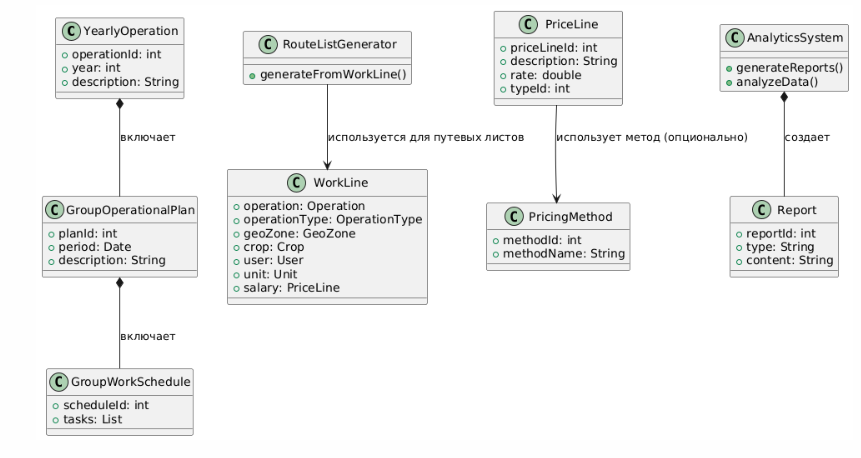 C YearlyOperation
operationId: int
year: int
description: String
включает
C GroupOperationalPlan
planId: int
period: Date
description: String
включает
C GroupWorkSchedule
scheduleId: int
tasks: List
C RouteListGenerator
generateFromWorkLine()
используется для путевых листов
C WorkLine
operation: Operation
operationType: OperationType
geoZone: GeoZone
crop: Crop
user: User
unit: Unit
salary: PriceLine
C PriceLine
priceLineId: int
description: String
rate: double
typeId: int
использует метод (опционально)
C PricingMethod
methodId: int
methodName: String
C AnalyticsSystem
generateReports()
analyzeData()
создает
C Report
reportId: int
type: String
content: String